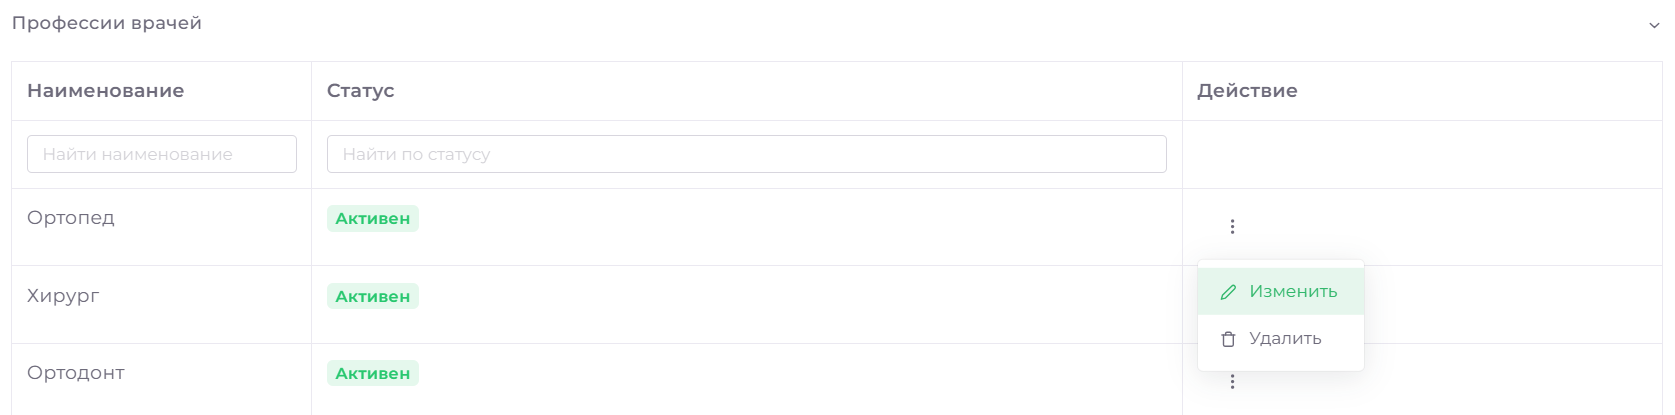 Профессии врачей
Наименование Статус Действие
Найти наименование Найти по статусу
Ортопед Активен
Хирург Активен
Изменить
Удалить
Ортодонт Активен